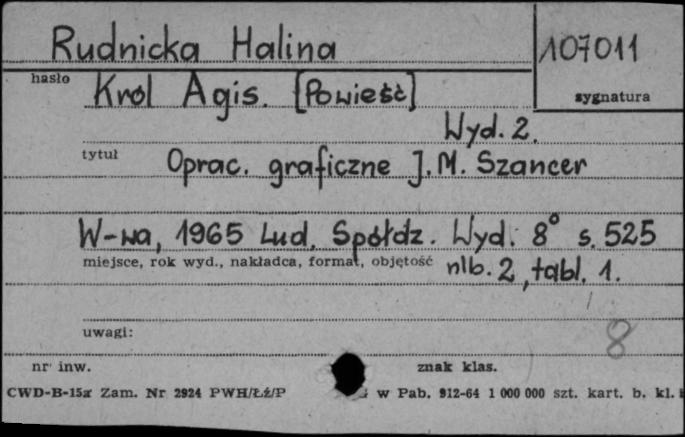 Rudnicka Halina
107011
hasło
sygnatura
Król Agis. [Powieść]
Wyd. 2.
tytuł
Oprac. graficzne J. M. Szancer
W-wa, 1965 Lud. Spółdz. Wyd. 8° s. 525
miejsce, rok wyd., nakładca, format, objętość
nlb. 2, tabl. 1.
8
uwagi:
nr inw.
znak klas.
CWD-B-15a Zam. Nr 2924 PWH/Łź/P w Pab. 912-64 1 000 000 szt. kart. b. kl.